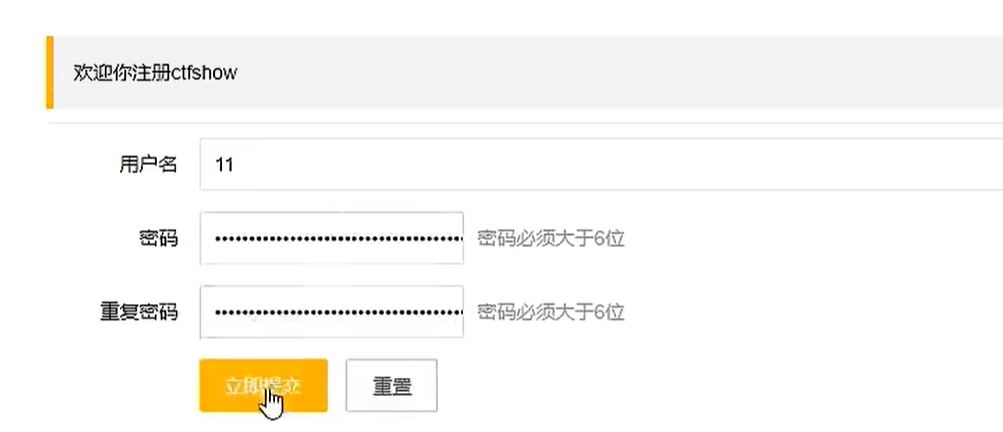 欢迎你注册ctfshow
用户名 11
密码 密码必须大于6位
重复密码 密码必须大于6位
立即提交 重置